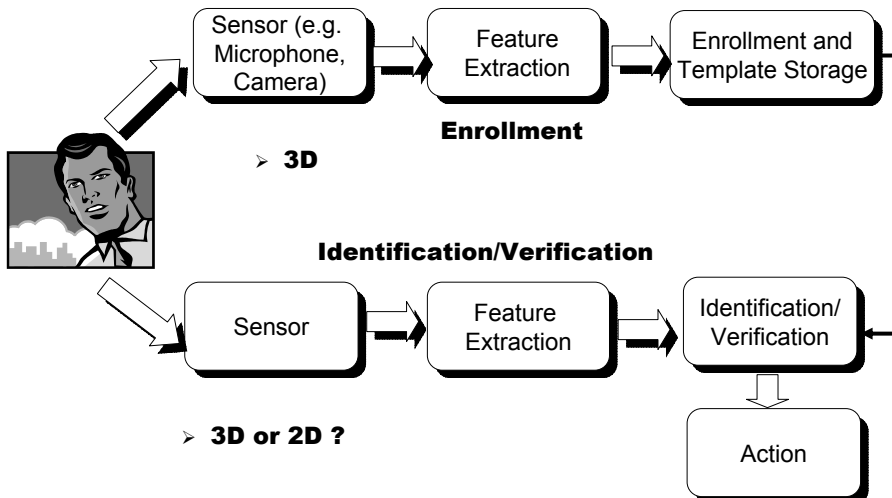 Sensor (e.g.
Microphone,
Camera)
Feature
Extraction
Enrollment and
Template Storage
Enrollment
➢ 3D
Identification/Verification
Sensor
Feature
Extraction
Identification/
Verification
➢ 3D or 2D ?
Action